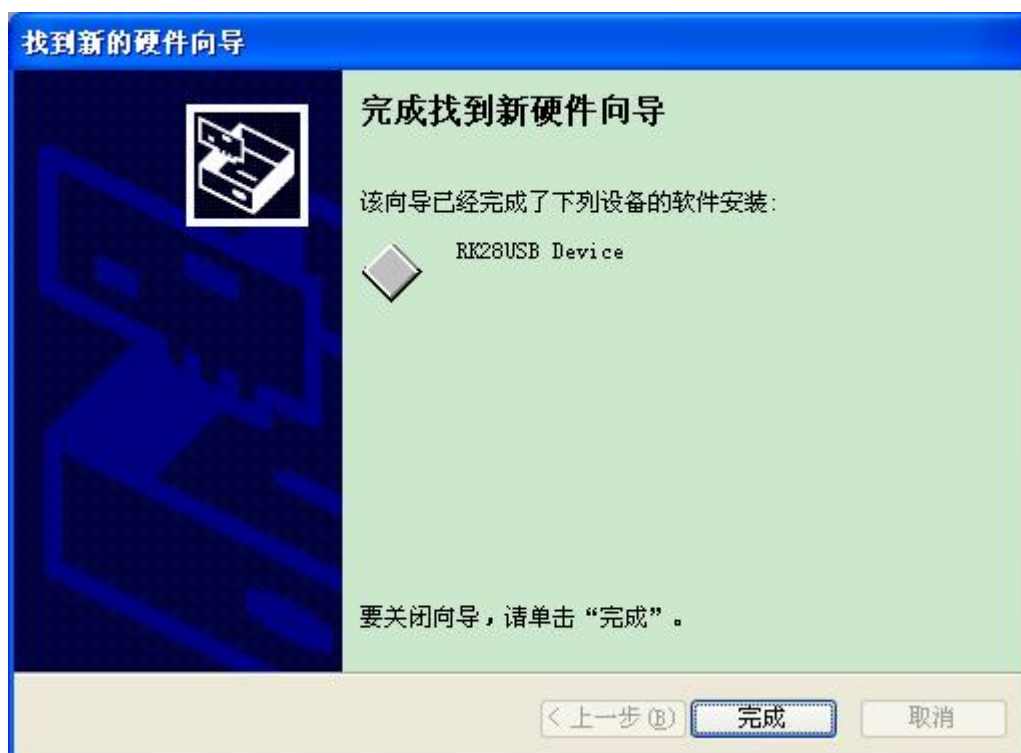 找到新的硬件向导
完成找到新硬件向导
该向导已经完成了下列设备的软件安装:
RK28USB Device
要关闭向导，请单击“完成”。
< 上一步(B)
完成
取消